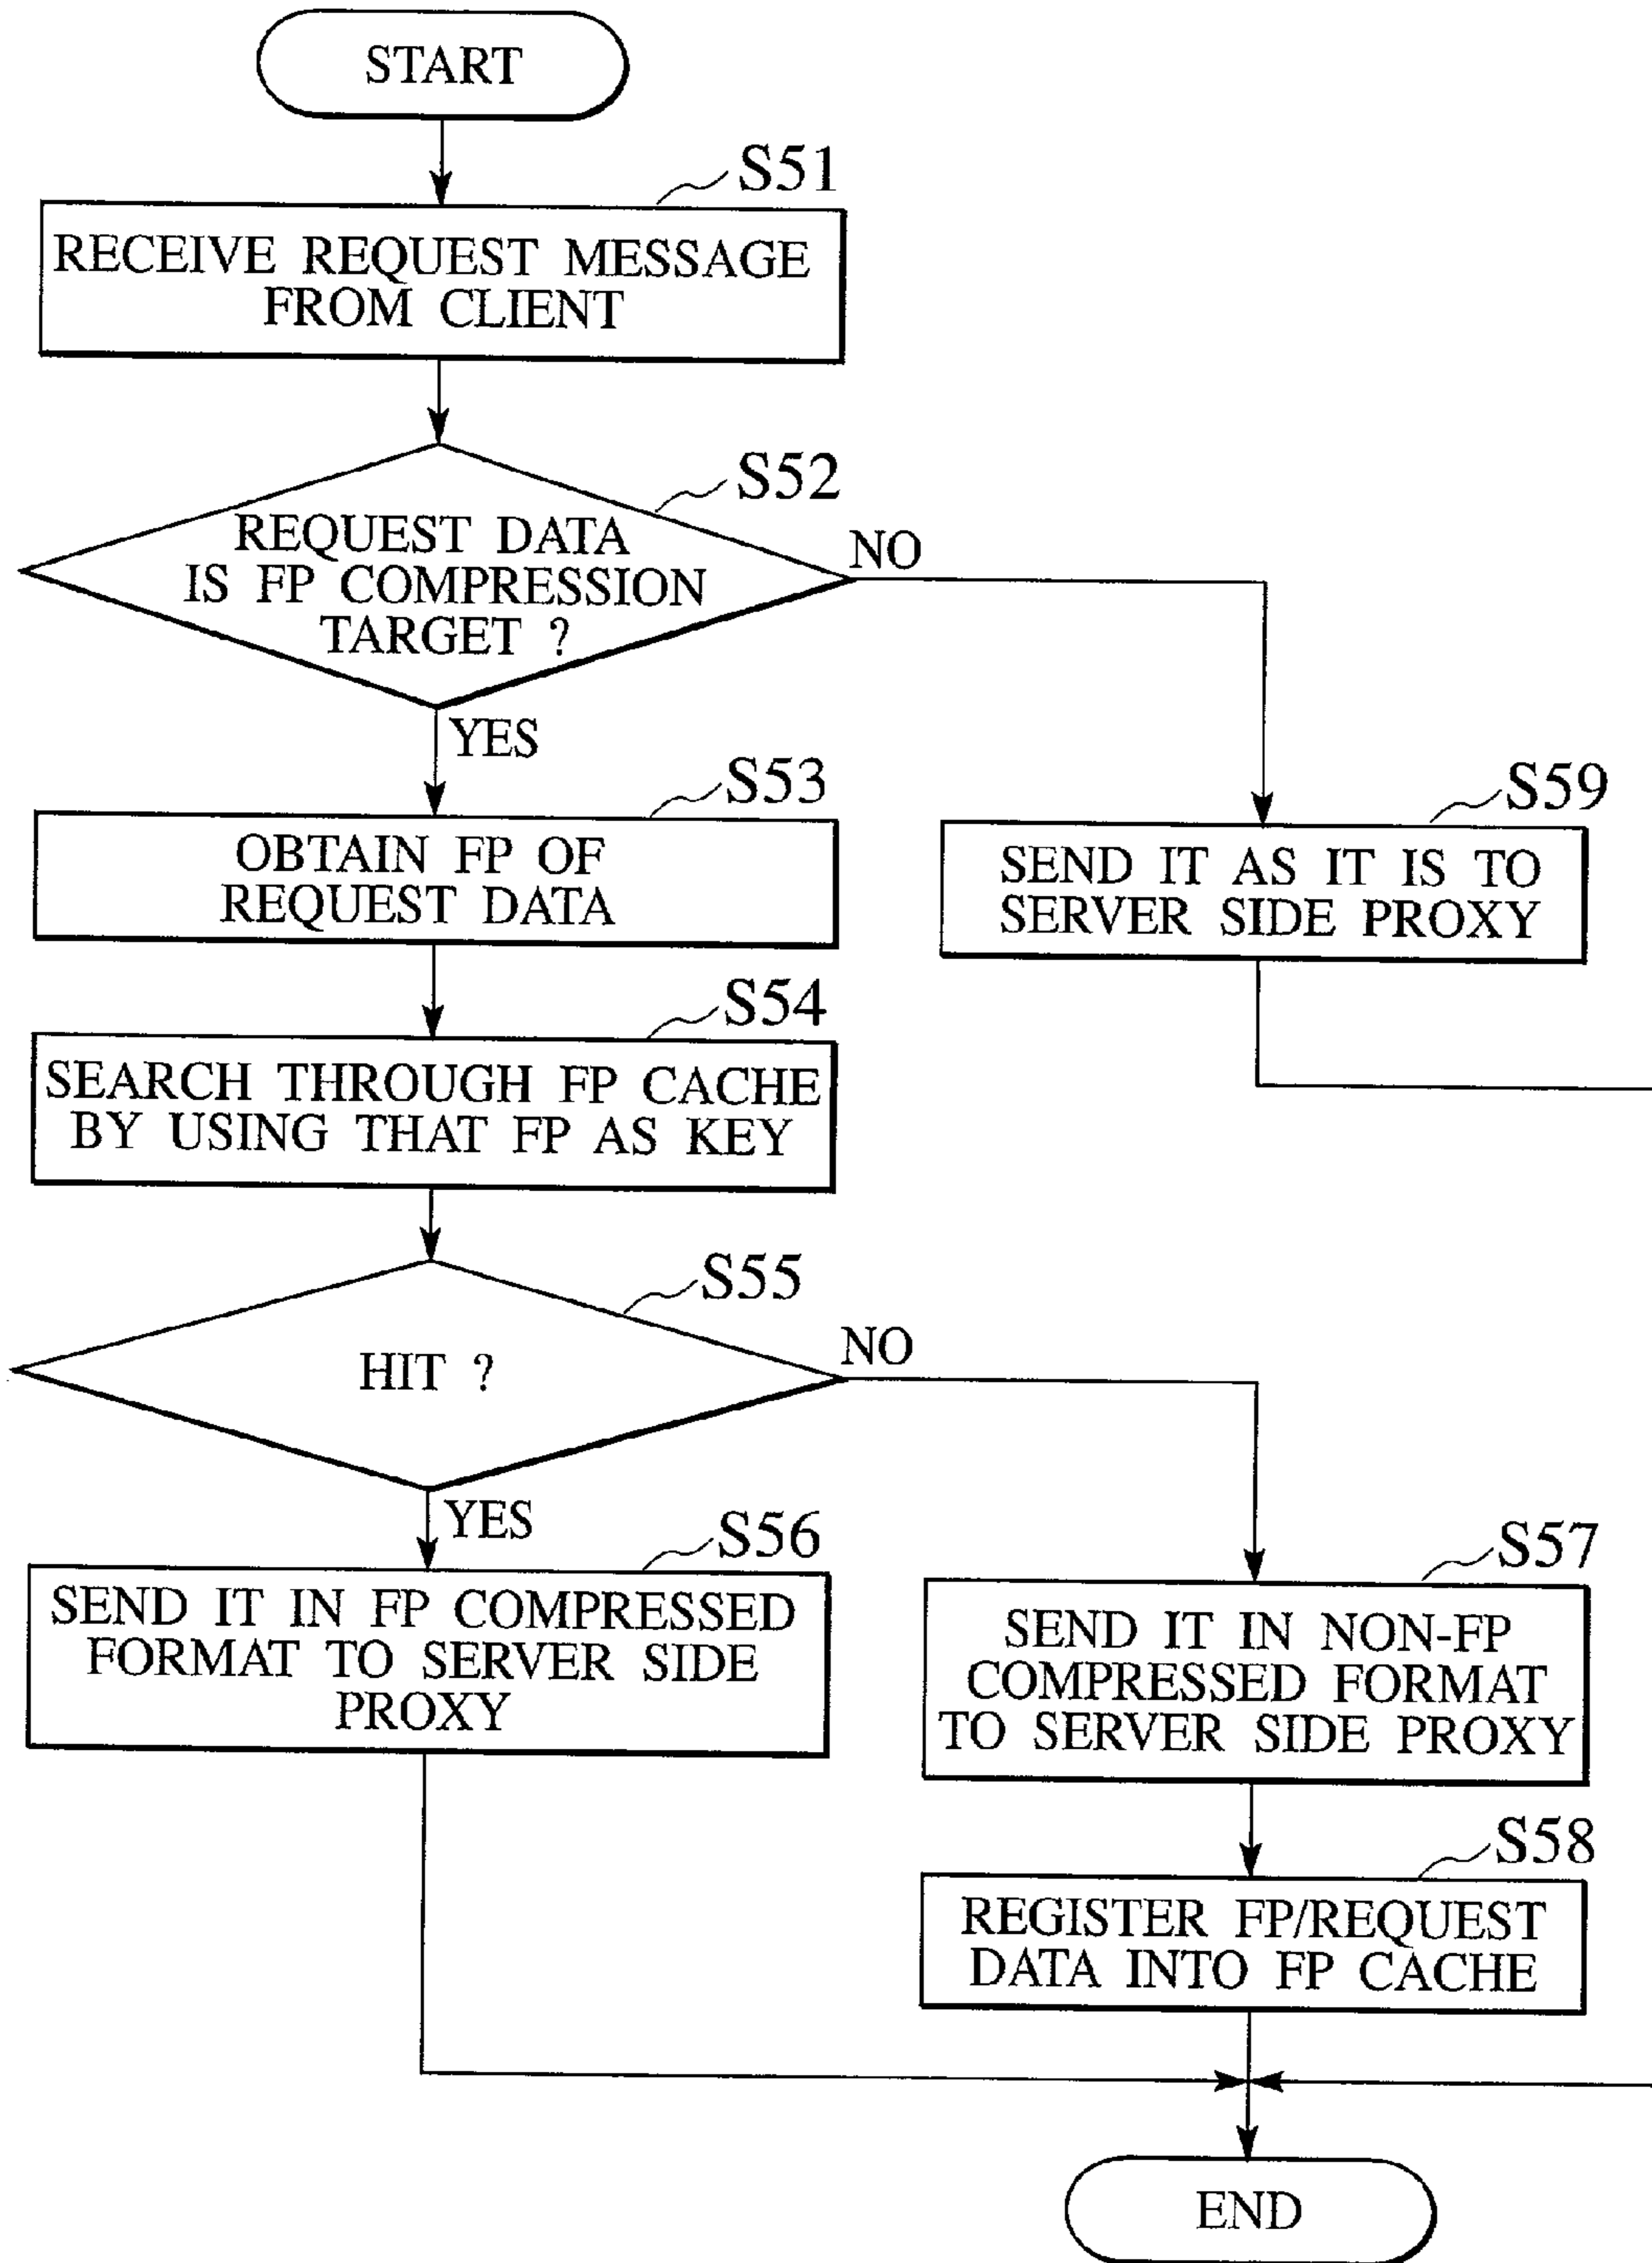 START
S51
RECEIVE REQUEST MESSAGE
FROM CLIENT
S52
REQUEST DATA
IS FP COMPRESSION
TARGET ?
NO
YES
S53
OBTAIN FP OF
REQUEST DATA
S59
SEND IT AS IT IS TO
SERVER SIDE PROXY
S54
SEARCH THROUGH FP CACHE
BY USING THAT FP AS KEY
S55
HIT ?
NO
YES
S56
SEND IT IN FP COMPRESSED
FORMAT TO SERVER SIDE
PROXY
S57
SEND IT IN NON-FP
COMPRESSED FORMAT
TO SERVER SIDE PROXY
S58
REGISTER FP/REQUEST
DATA INTO FP CACHE
END